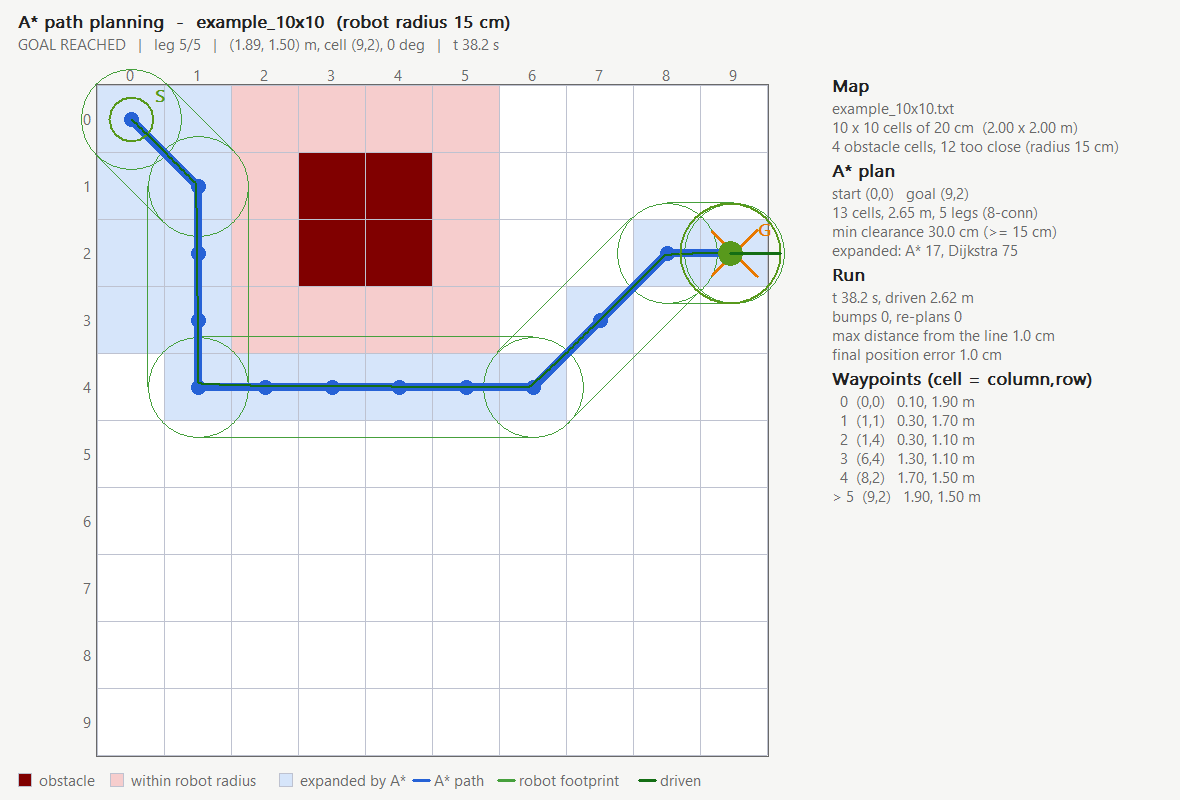 A* path planning  -  example_10x10  (robot radius 15 cm)
GOAL REACHED  |  leg 5/5  |  (1.89, 1.50) m, cell (9,2), 0 deg  |  t 38.2 s
0 1 2 3 4 5 6 7 8 9
S
0
1
2
3
4
5
6
7
8
9
G
Map
example_10x10.txt
10 x 10 cells of 20 cm  (2.00 x 2.00 m)
4 obstacle cells, 12 too close (radius 15 cm)
A* plan
start (0,0)   goal (9,2)
13 cells, 2.65 m, 5 legs (8-conn)
min clearance 30.0 cm (>= 15 cm)
expanded: A* 17, Dijkstra 75
Run
t 38.2 s, driven 2.62 m
bumps 0, re-plans 0
max distance from the line 1.0 cm
final position error 1.0 cm
Waypoints (cell = column,row)
0  (0,0)   0.10, 1.90 m
1  (1,1)   0.30, 1.70 m
2  (1,4)   0.30, 1.10 m
3  (6,4)   1.30, 1.10 m
4  (8,2)   1.70, 1.50 m
> 5  (9,2)   1.90, 1.50 m
obstacle  within robot radius  expanded by A*  A* path  robot footprint  driven